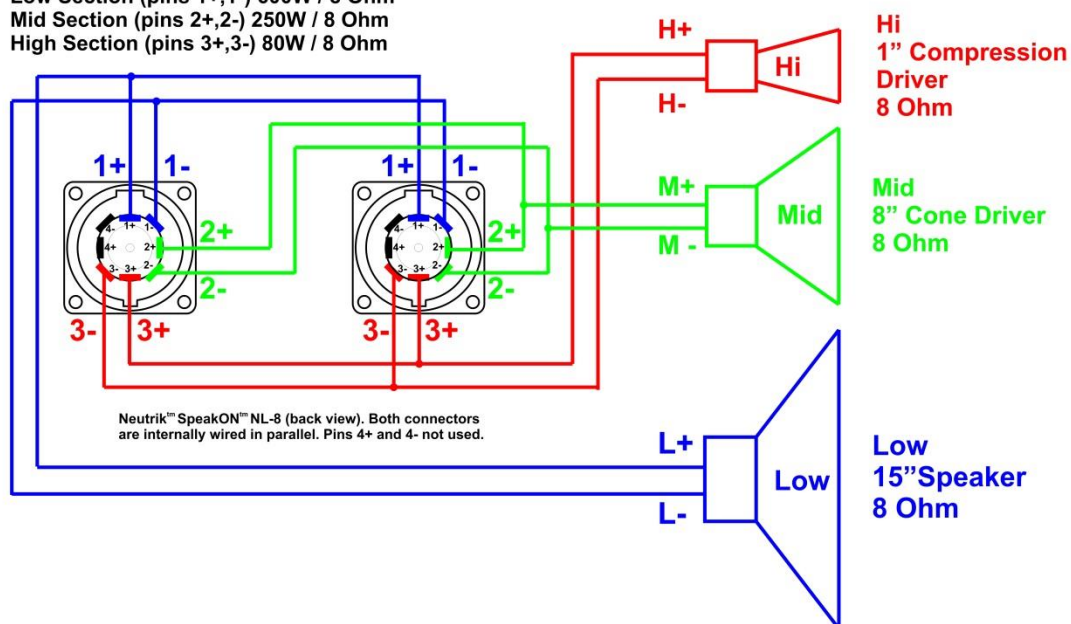 Mid Section (pins 2+,2-) 250W / 8 Ohm
High Section (pins 3+,3-) 80W / 8 Ohm
H+
H-
Hi
Hi
1” Compression
Driver
8 Ohm
1+
1-
1+
1-
4-
1+
1-
4+
2+
3-
3+
2-
4-
1+
1-
4+
2+
3-
3+
2-
2+
2-
2+
2-
3-
3+
3-
3+
M+
M -
Mid
Mid
8” Cone Driver
8 Ohm
Neutrik™ SpeakON™ NL-8 (back view). Both connectors
are internally wired in parallel. Pins 4+ and 4- not used.
L+
L-
Low
Low
15”Speaker
8 Ohm